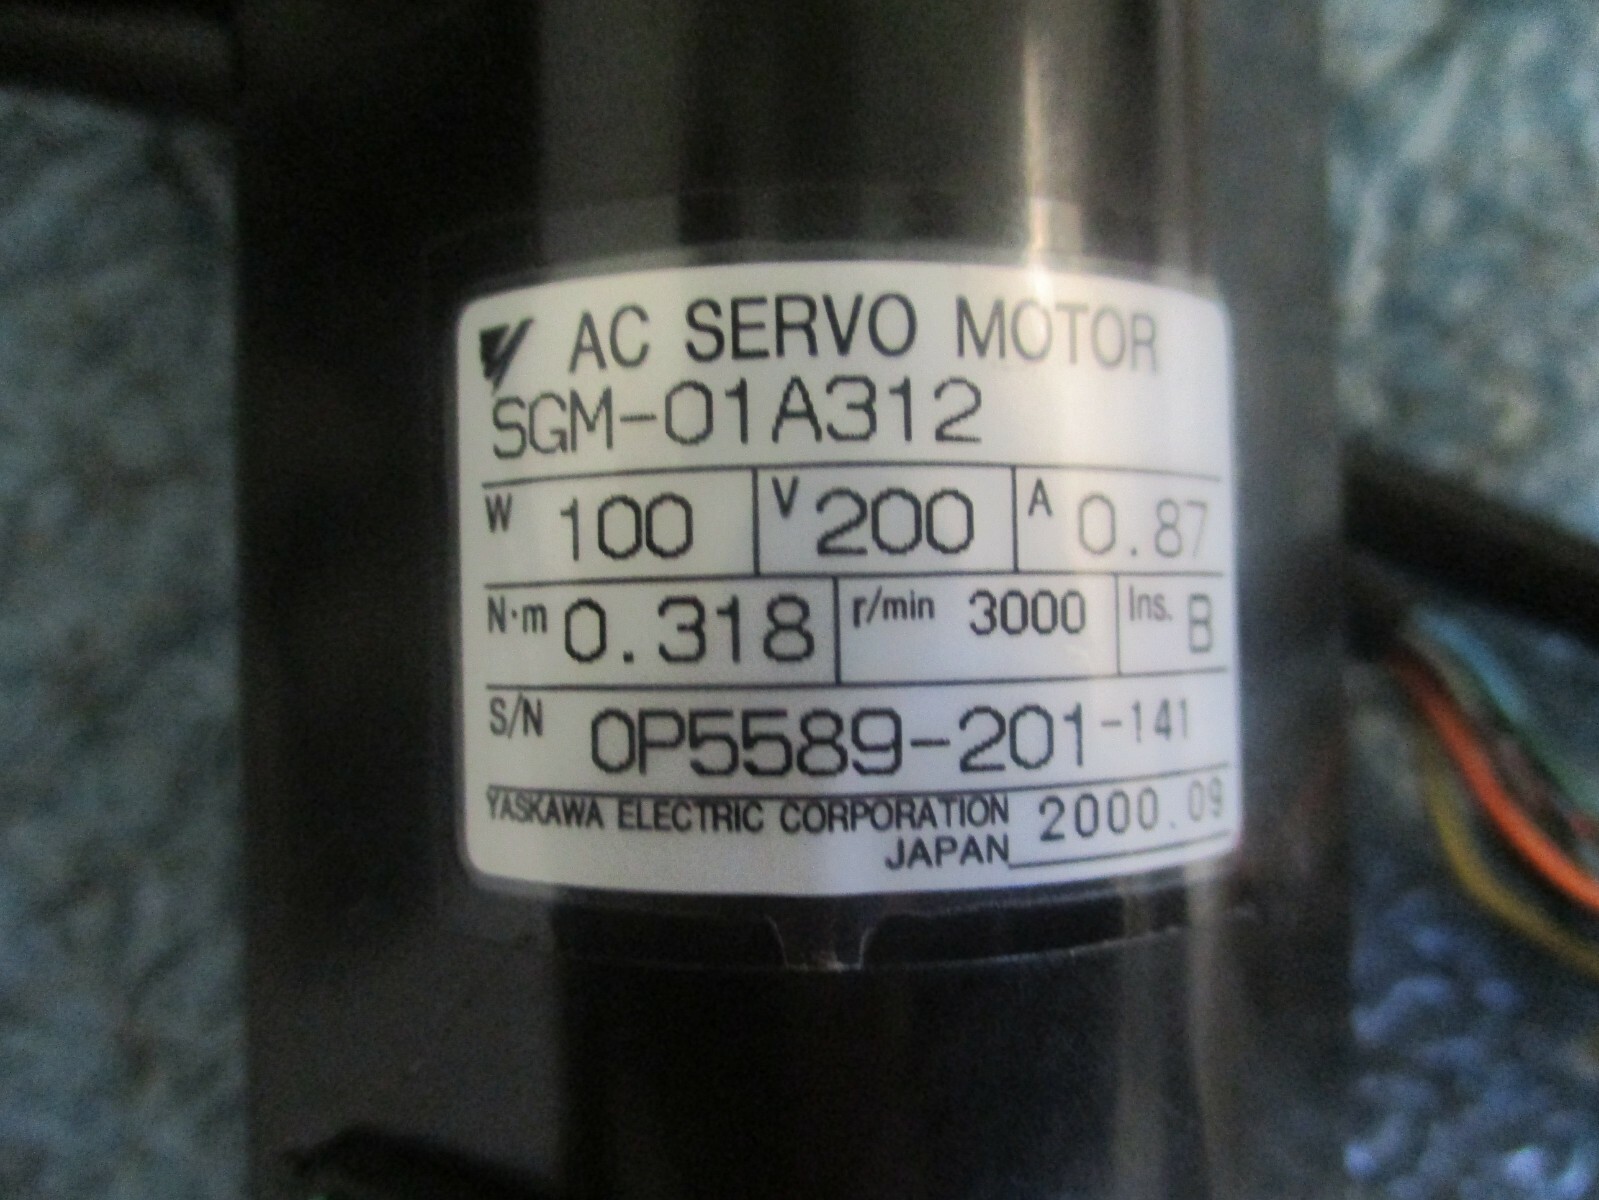 AC SERVO MOTOR
SGM-01A312
W 100 V 200 A 0.87
N·m 0.318 r/min 3000 Ins. B
S/N 0P5589-201-141
YASKAWA ELECTRIC CORPORATION 2000.09
JAPAN